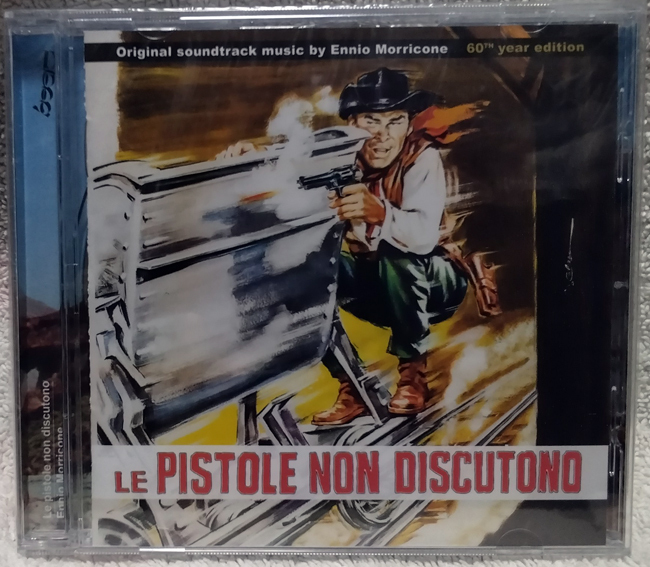 Original soundtrack music by Ennio Morricone 60TH year edition
LE PISTOLE NON DISCUTONO
Le pistole non discutono
Ennio Morricone